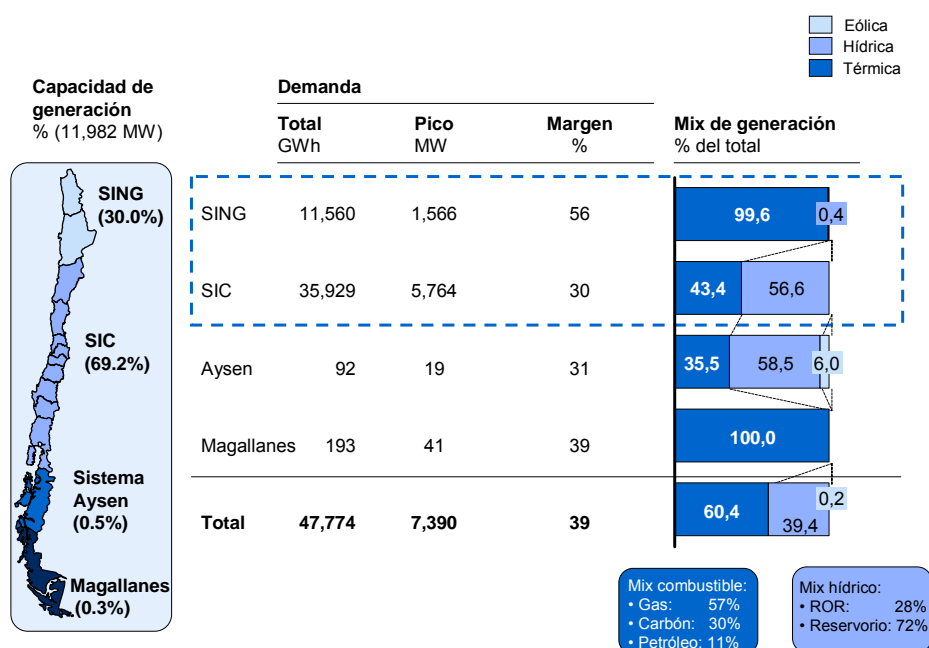 Eólica
Hídrica
Térmica
Capacidad de
generación
% (11,982 MW)
Demanda
Total
GWh
Pico
MW
Margen
%
Mix de generación
% del total
SING
(30.0%)
SIC
(69.2%)
Sistema
Aysen
(0.5%)
Magallanes
(0.3%)
SING 11,560 1,566 56 99,6 0,4
SIC 35,929 5,764 30 43,4 56,6
Aysen 92 19 31 35,5 58,5 6,0
Magallanes 193 41 39 100,0
Total 47,774 7,390 39 60,4 39,4 0,2
Mix combustible:
• Gas: 57%
• Carbón: 30%
• Petróleo: 11%
Mix hídrico:
• ROR: 28%
• Reservorio: 72%